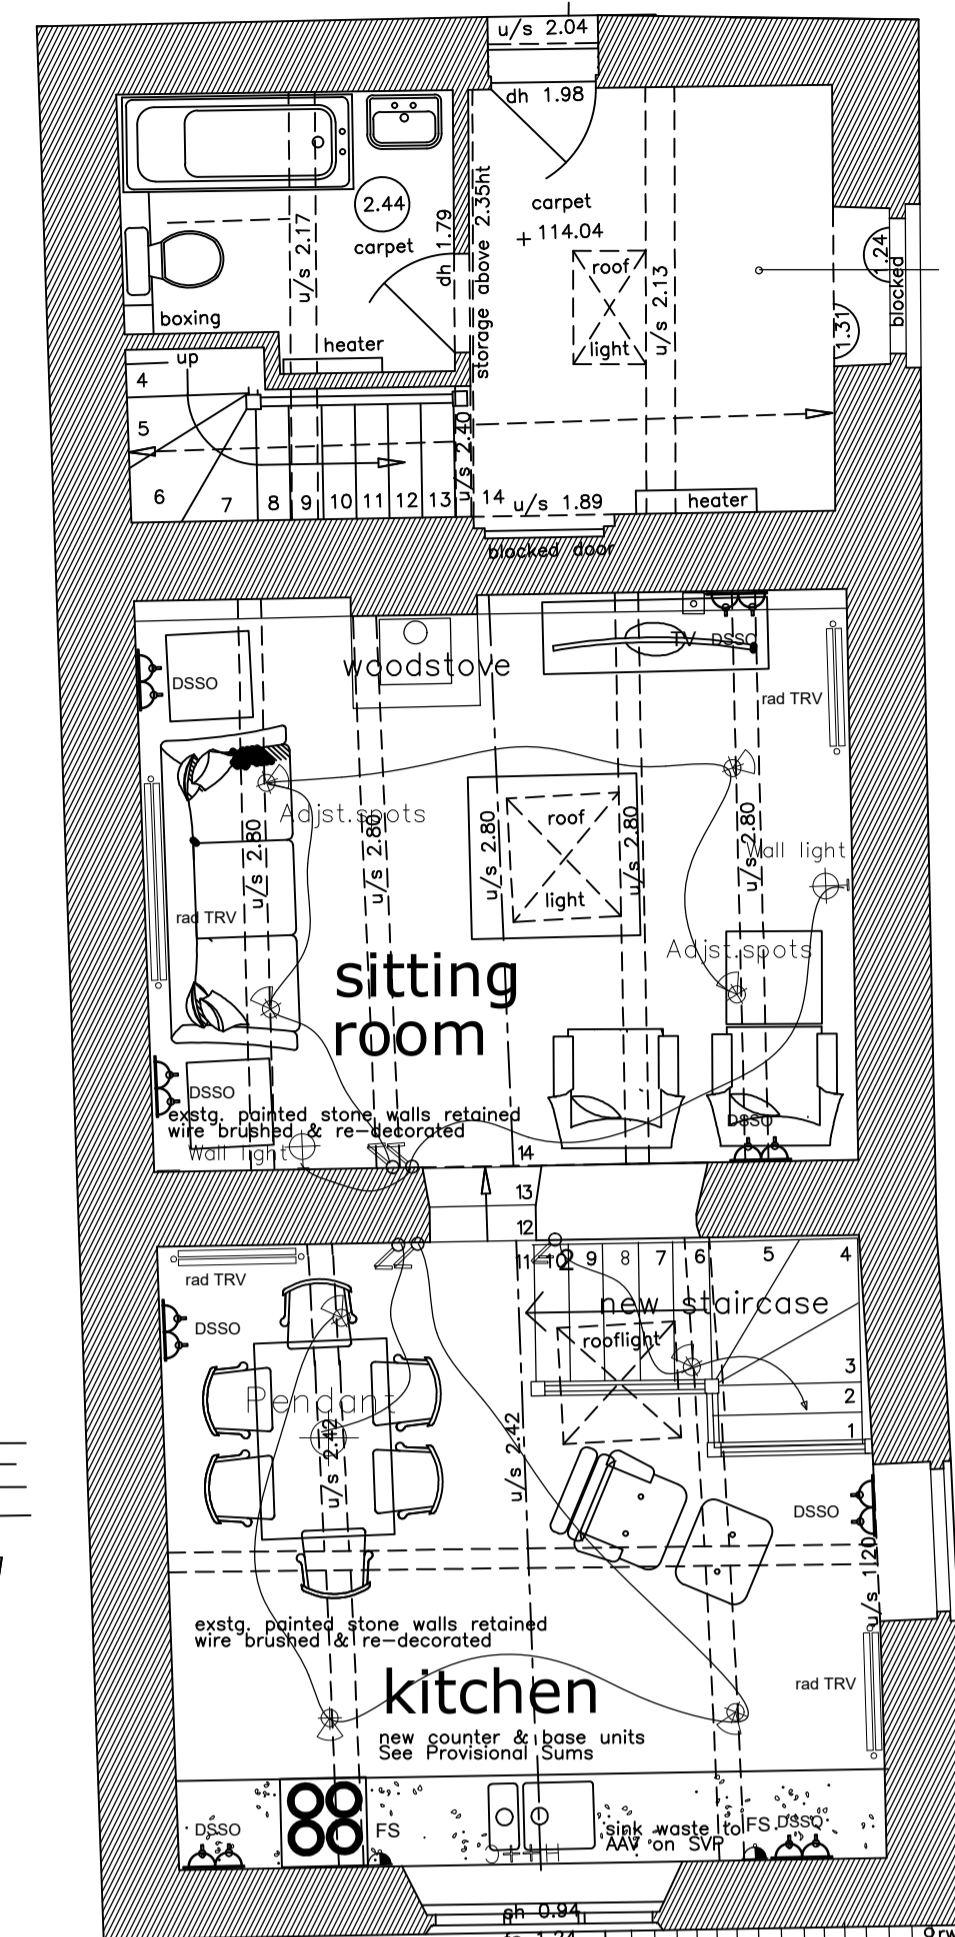 u/s 2.04
dh 1.98
2.44
carpet
u/s 2.17
dh 1.79
storage above 2.35ht
carpet
+ 114.04
roof
light
u/s 2.13
1.24
blocked
1.31
boxing
heater
up
4
5
6
7
8
9
10
11
12
13
14
u/s 2.40
u/s 1.89
heater
blocked door
woodstove
TV
DSSO
DSSO
rad TRV
Adjst.spots
u/s 2.80
u/s 2.80
u/s 2.80
roof
light
u/s 2.80
u/s 2.80
Wall light
rad TRV
Adjst.spots
sitting
room
DSSO
exstg. painted stone walls retained
wire brushed & re-decorated
Wall light
DSSO
14
13
12
11
10
9
8
7
6
5
4
3
2
1
rad TRV
new staircase
DSSO
rooflight
Pendant
u/s 2.42
u/s 2.42
DSSO
u/s 1.20
exstg. painted stone walls retained
wire brushed & re-decorated
kitchen
rad TRV
new counter & base units
See Provisional Sums
DSSO
FS
sink waste to
AAV on SVP
FS
DSSO
H+C
sh 0.94